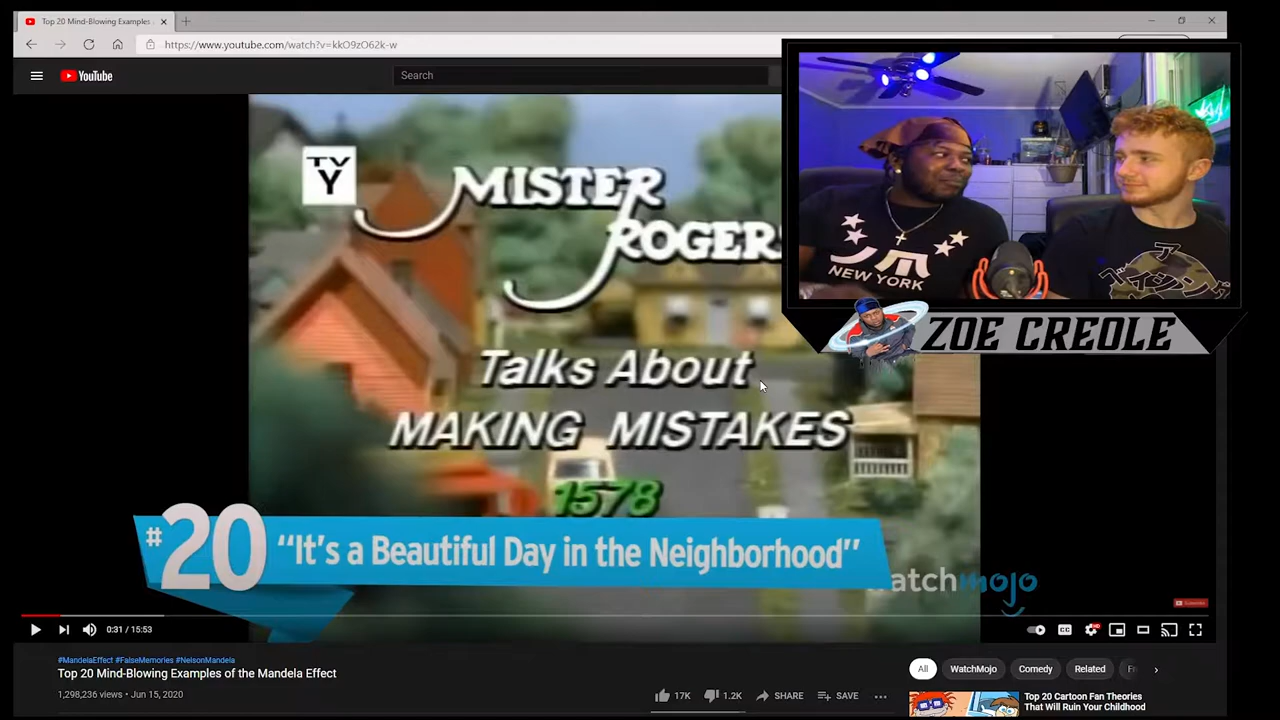 Top 20 Mind-Blowing Examples
https://www.youtube.com/watch?v=kkO9zO62k-w
YouTube
Search
TV
Y
MISTER
ROGERS
Talks About
MAKING MISTAKES
1578
#20 “It’s a Beautiful Day in the Neighborhood”
watchmojo
NEW YORK
ZOE CREOLE
0:31 / 15:53
CC
HD
#MandelaEffect #FalseMemories #NelsonMandela
Top 20 Mind-Blowing Examples of the Mandela Effect
1,298,236 views • Jun 15, 2020
17K
1.2K
SHARE
SAVE
All
WatchMojo
Comedy
Related
Top 20 Cartoon Fan Theories
That Will Ruin Your Childhood